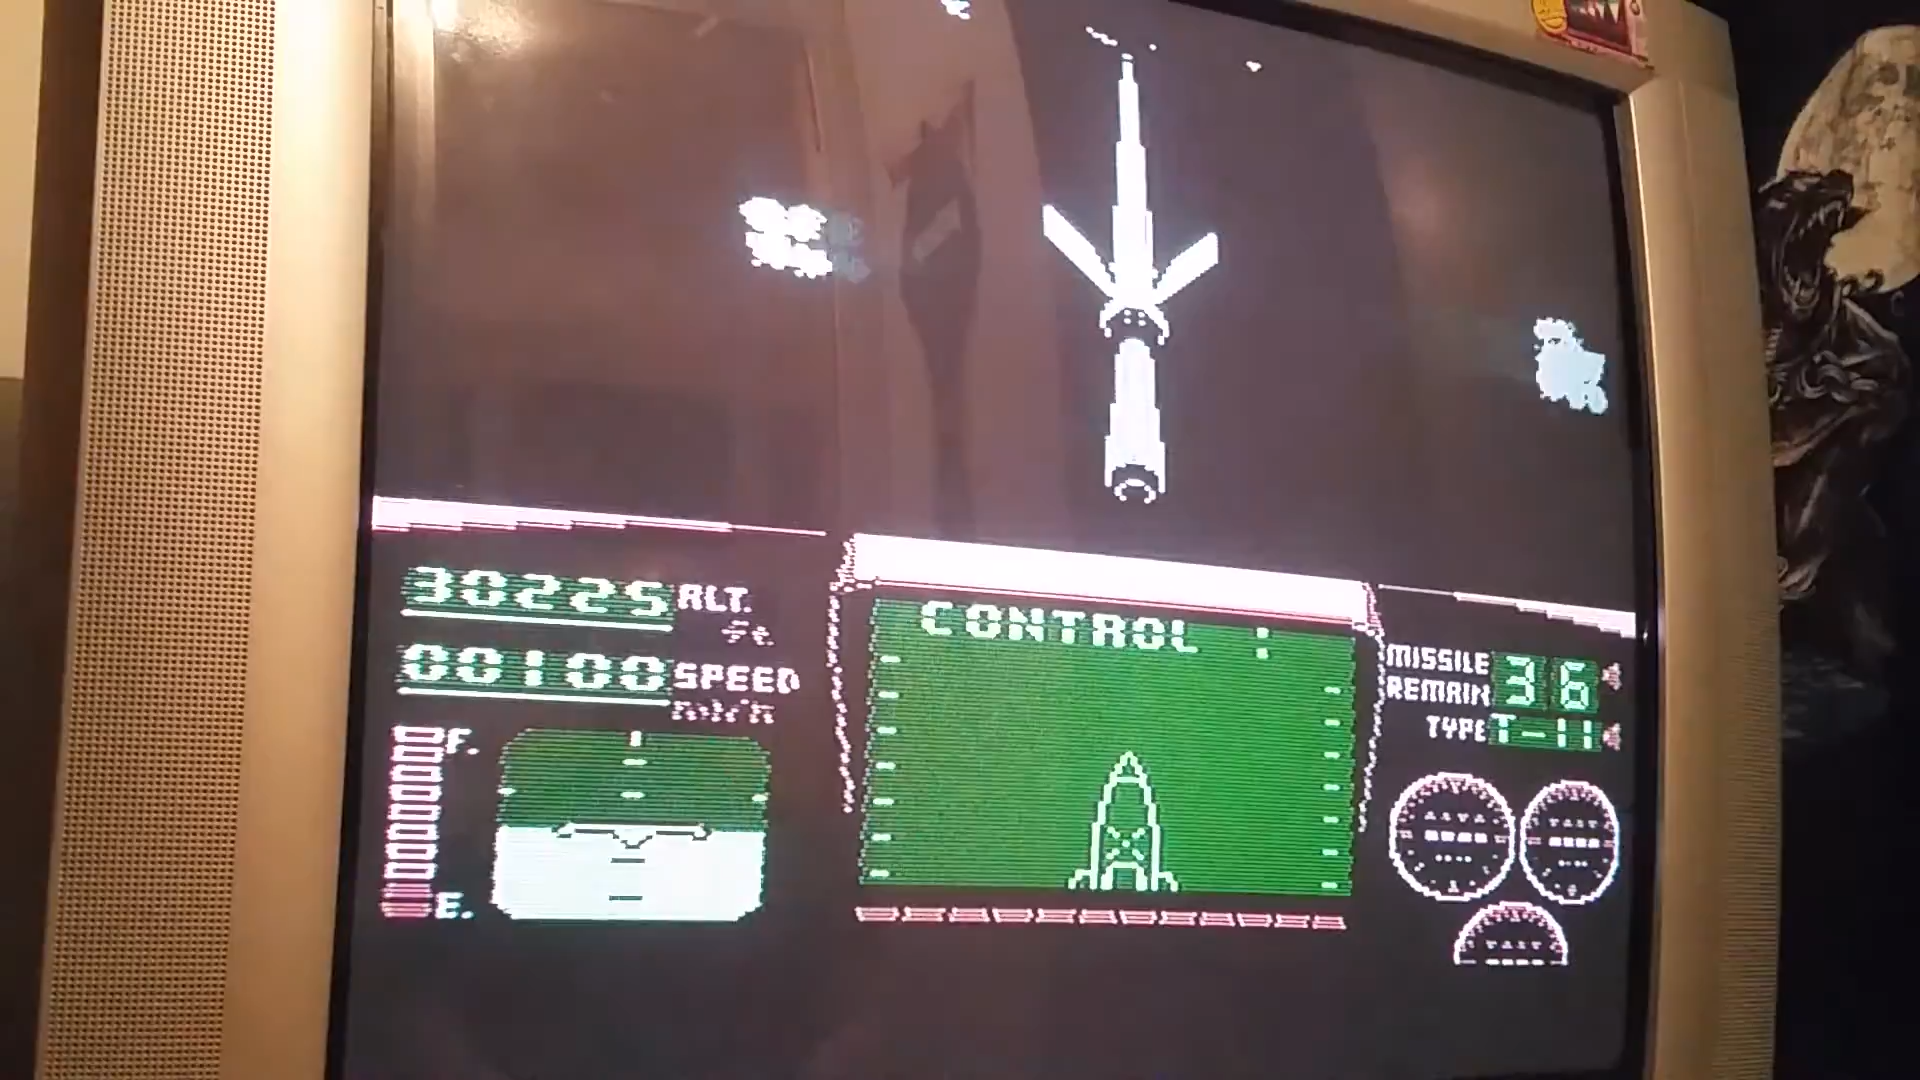 30225 ALT.
Ft.
00100 SPEED
F.
E.
CONTROL :
MISSILE
REMAIN 36
TYPE T-11